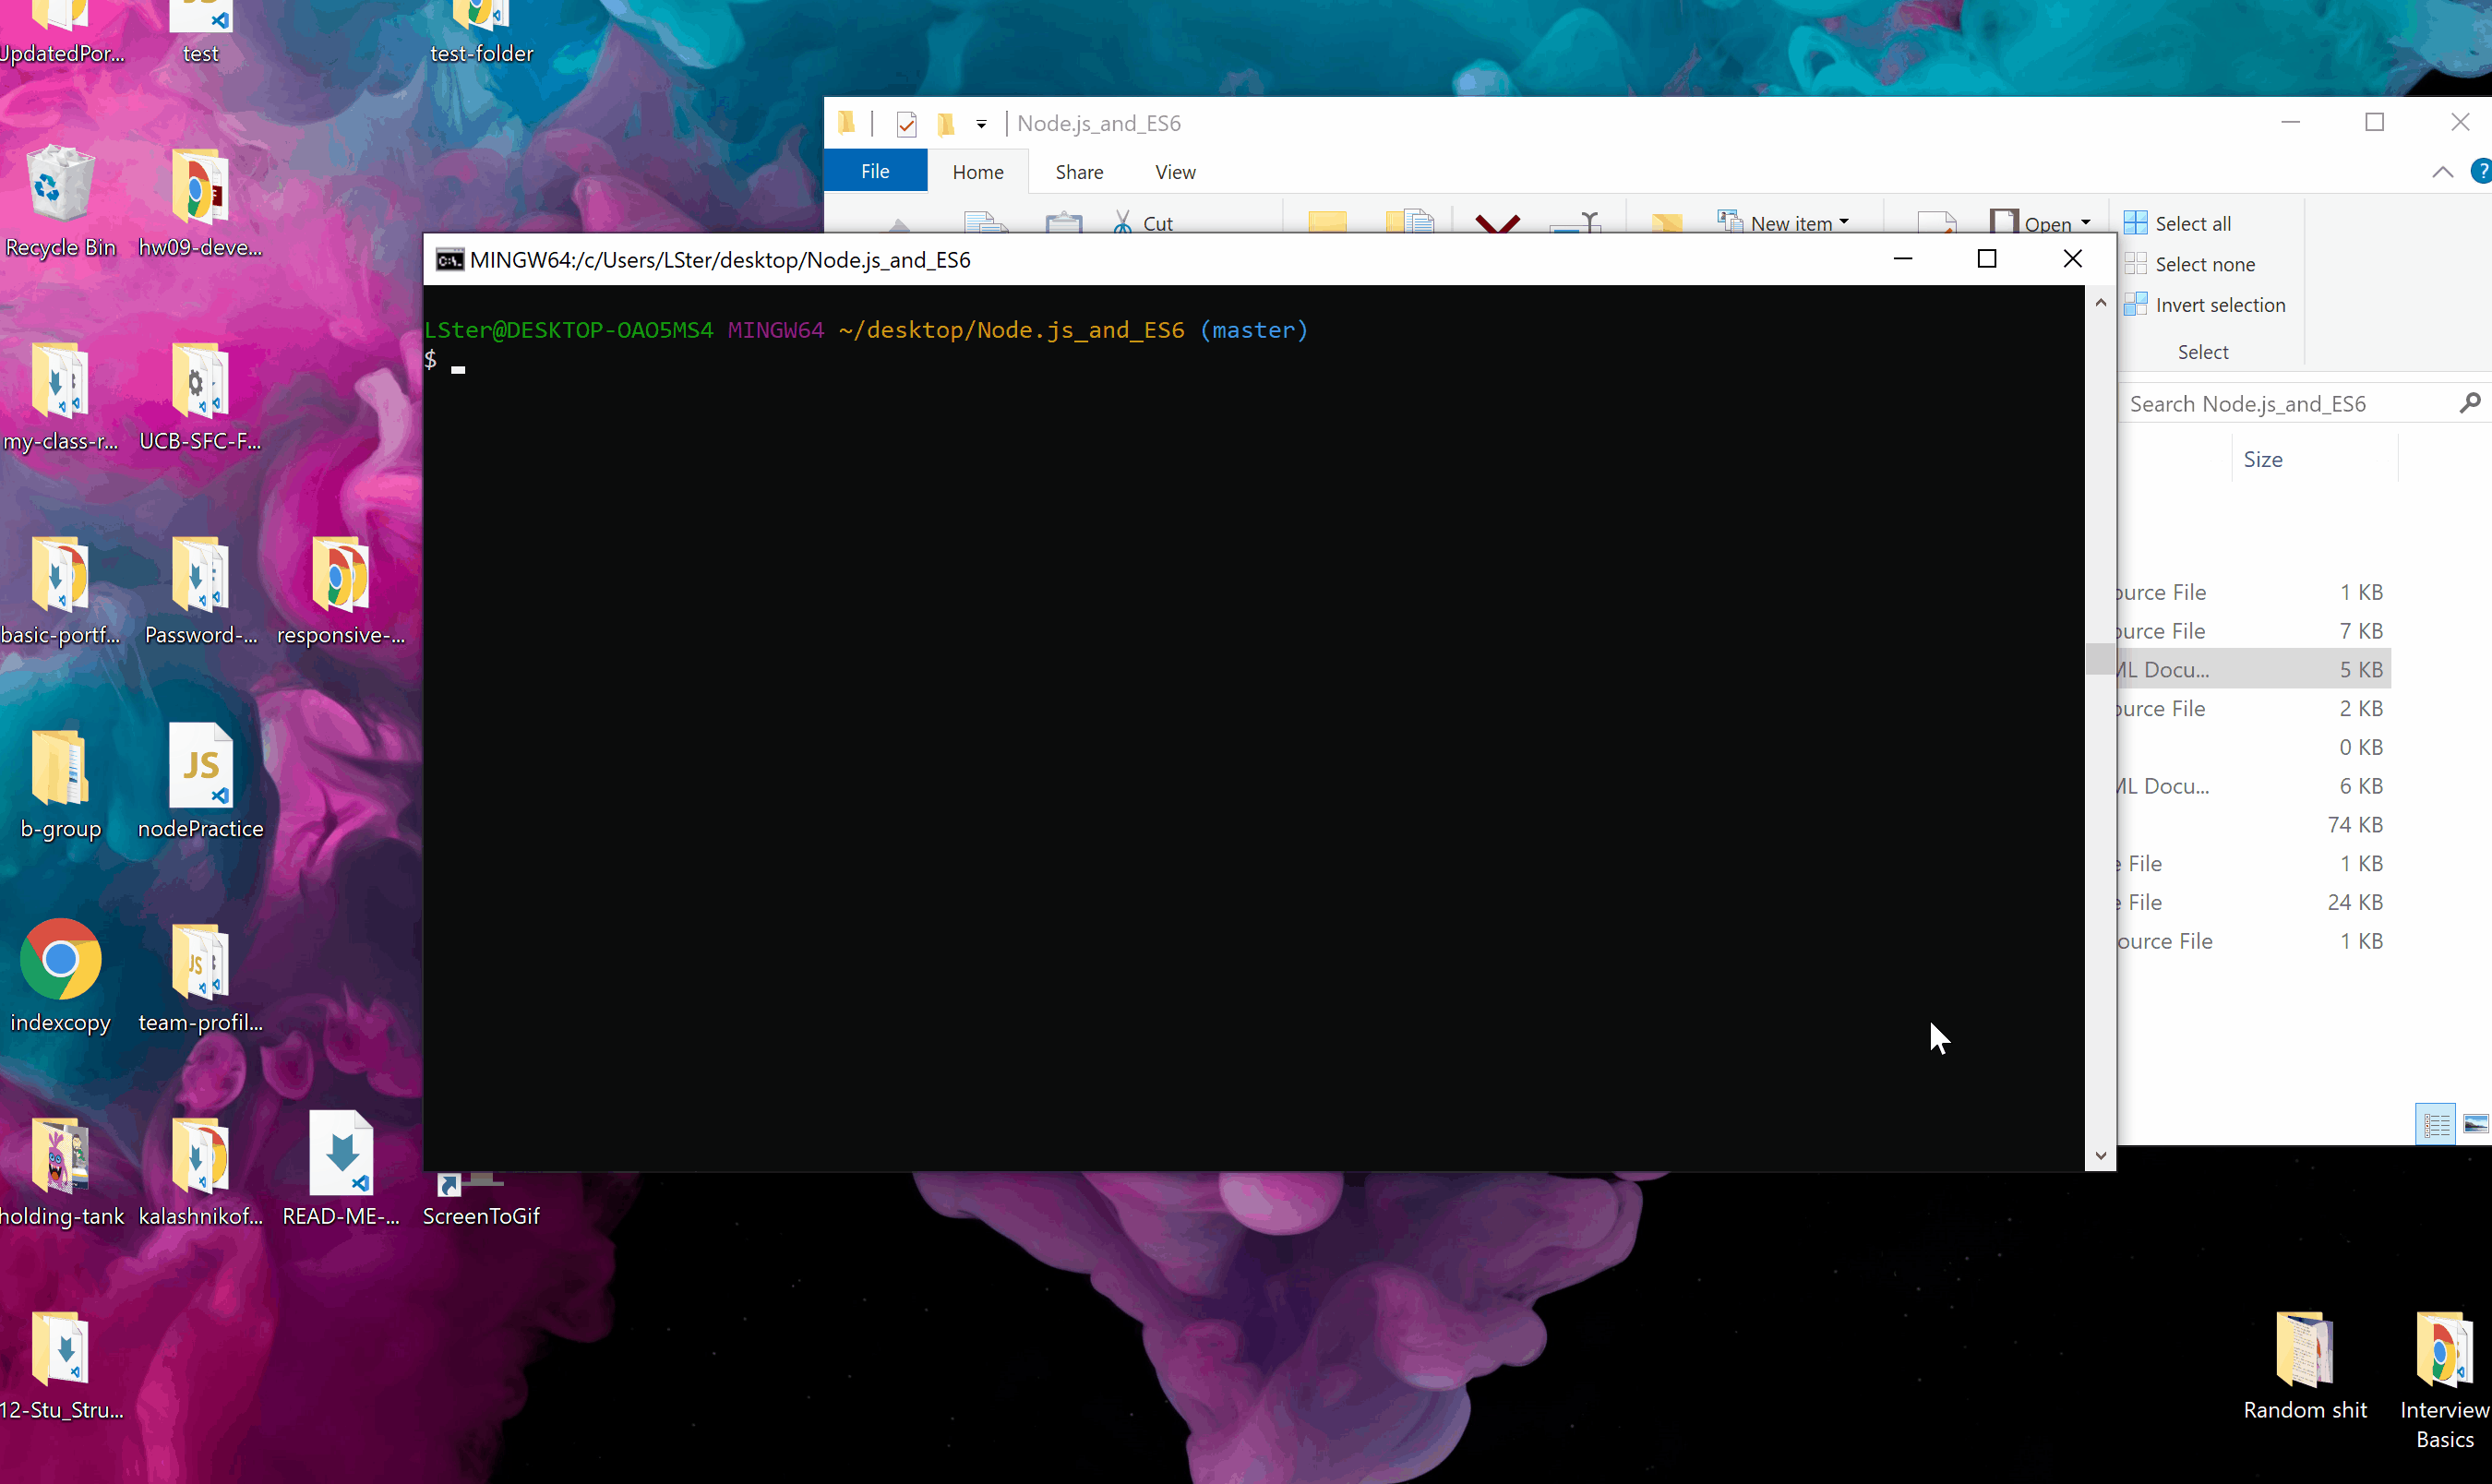 UpdatedPor...
test
test-folder
Recycle Bin
hw09-deve...
my-class-r...
UCB-SFC-F...
basic-portf...
Password-...
responsive-...
b-group
JS
nodePractice
indexcopy
JS
team-profil...
holding-tank
kalashnikof...
READ-ME-...
ScreenToGif
12-Stu_Stru...
Node.js_and_ES6
File
Home
Share
View
?
Cut
New item
Open
Select all
Select none
Invert selection
Select
MINGW64:/c/Users/LSter/desktop/Node.js_and_ES6
LSter@DESKTOP-OAO5MS4 MINGW64 ~/desktop/Node.js_and_ES6 (master)
$
Search Node.js_and_ES6
Size
ource File 1 KB
ource File 7 KB
ML Docu... 5 KB
ource File 2 KB
0 KB
ML Docu... 6 KB
74 KB
e File 1 KB
e File 24 KB
ource File 1 KB
Random shit
Interview
Basics